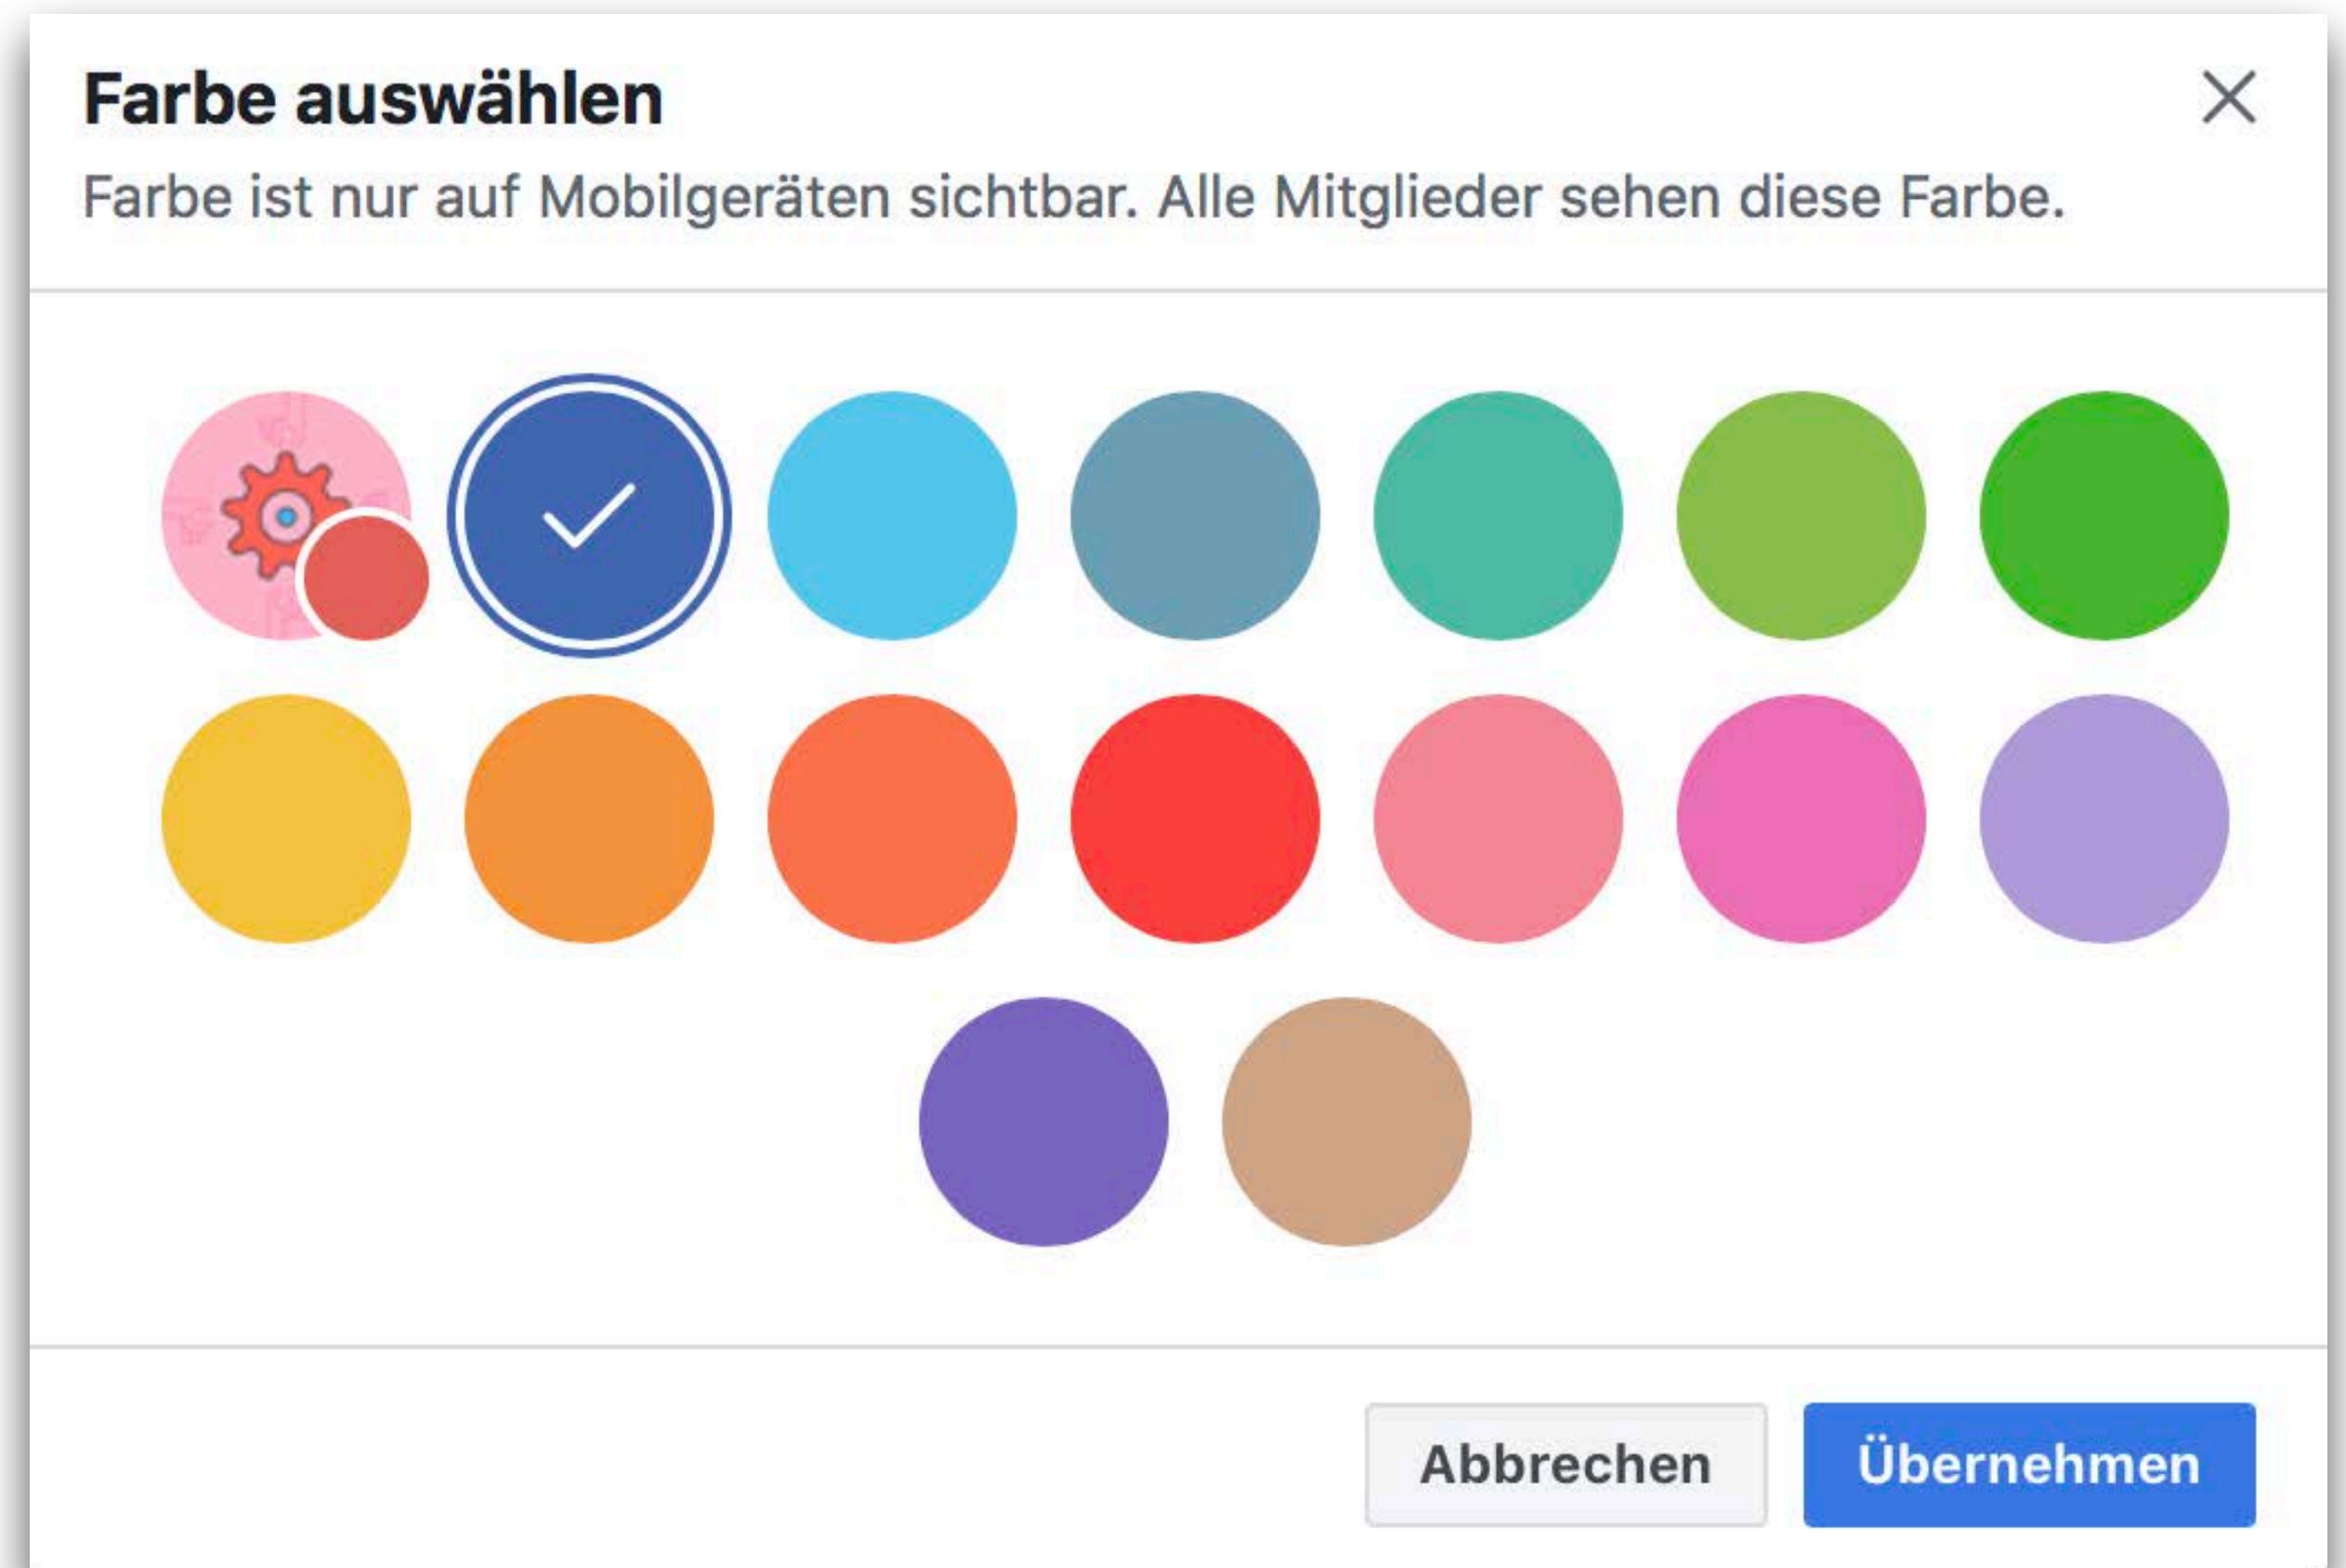 Farbe auswählen
Farbe ist nur auf Mobilgeräten sichtbar. Alle Mitglieder sehen diese Farbe.
Abbrechen
Übernehmen